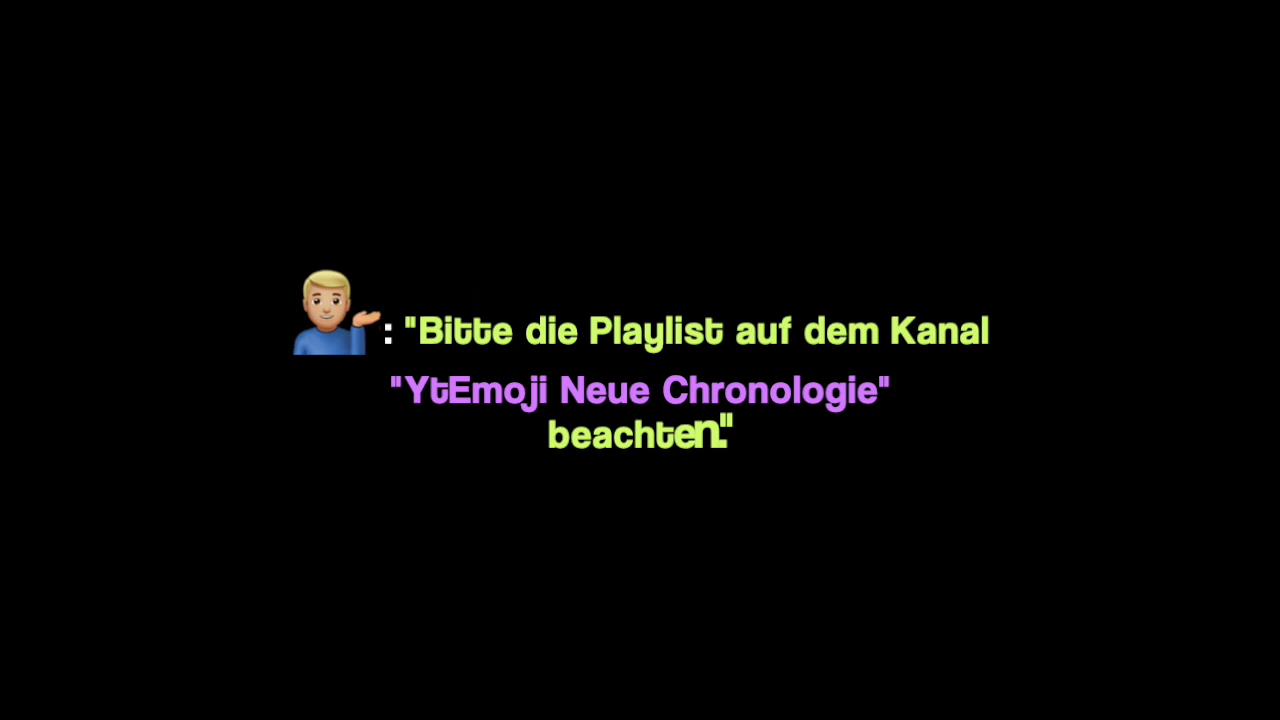 : "Bitte die Playlist auf dem Kanal
"YtEmoji Neue Chronologie"
beachten."